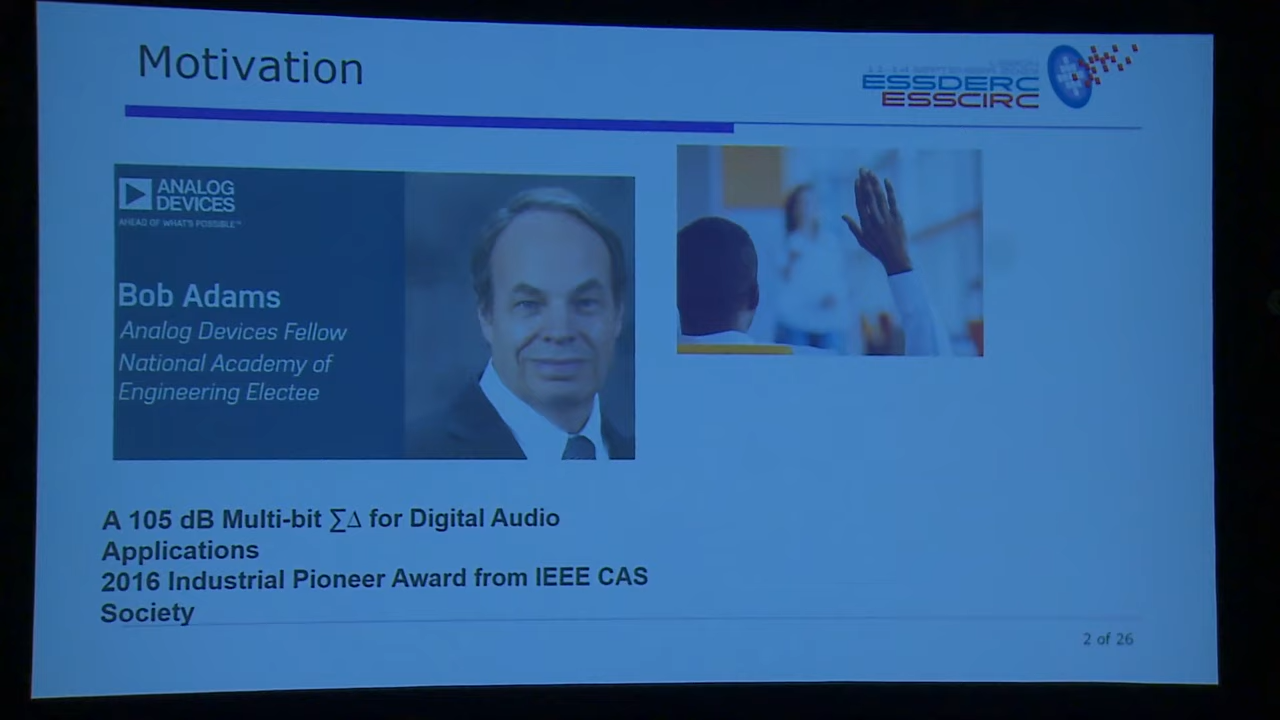 Motivation
ESSDERC
ESSCIRC
ANALOG
DEVICES
AHEAD OF WHAT'S POSSIBLE™
Bob Adams
Analog Devices Fellow
National Academy of
Engineering Electee
A 105 dB Multi-bit ∑∆ for Digital Audio
Applications
2016 Industrial Pioneer Award from IEEE CAS
Society
2 of 26